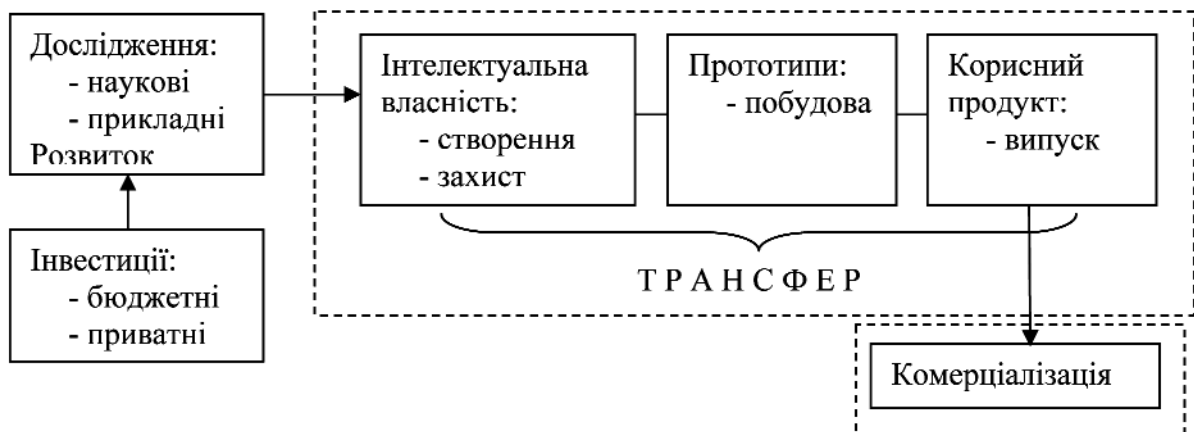 Дослідження:
- наукові
- прикладні
Розвиток
Інвестиції:
- бюджетні
- приватні
Інтелектуальна
власність:
- створення
- захист
Прототипи:
- побудова
Корисний
продукт:
- випуск
Т Р А Н С Ф Е Р
Комерціалізація